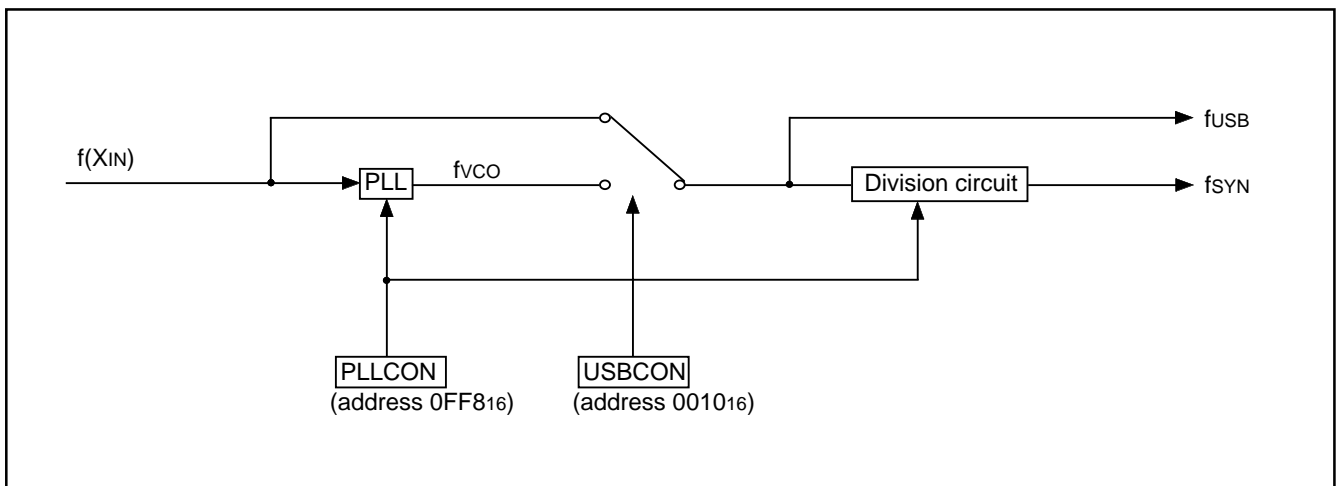 fUSB
f(XIN)
PLL
fVCO
Division circuit
fSYN
PLLCON
(address 0FF816)
USBCON
(address 001016)